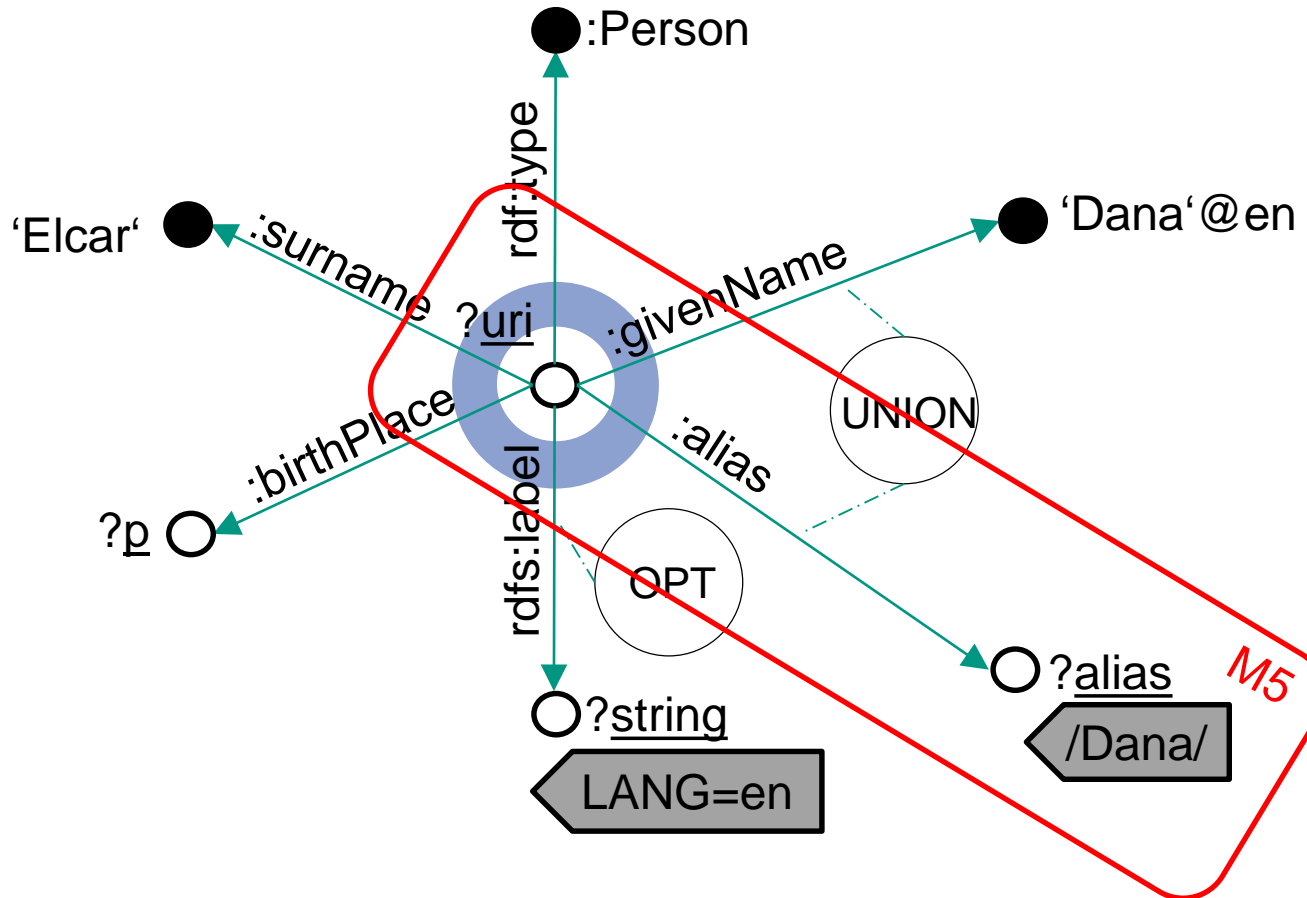 :Person
rdf:type
'Elcar‘
:surname
‘Dana‘@en
:givenName
?uri
UNION
:birthPlace
:alias
?p
rdfs:label
OPT
?alias
M5
/Dana/
?string
LANG=en